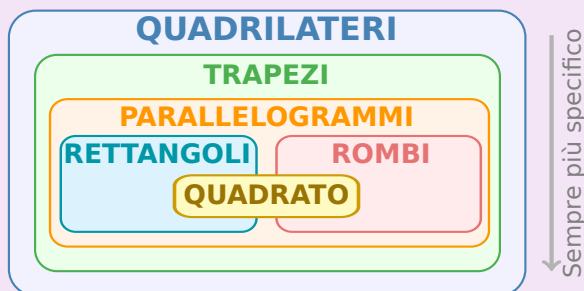 QUADRILATERI
TRAPEZI
PARALLELOGRAMMI
RETTANGOLI
ROMBI
QUADRATO
Sempre più specifico